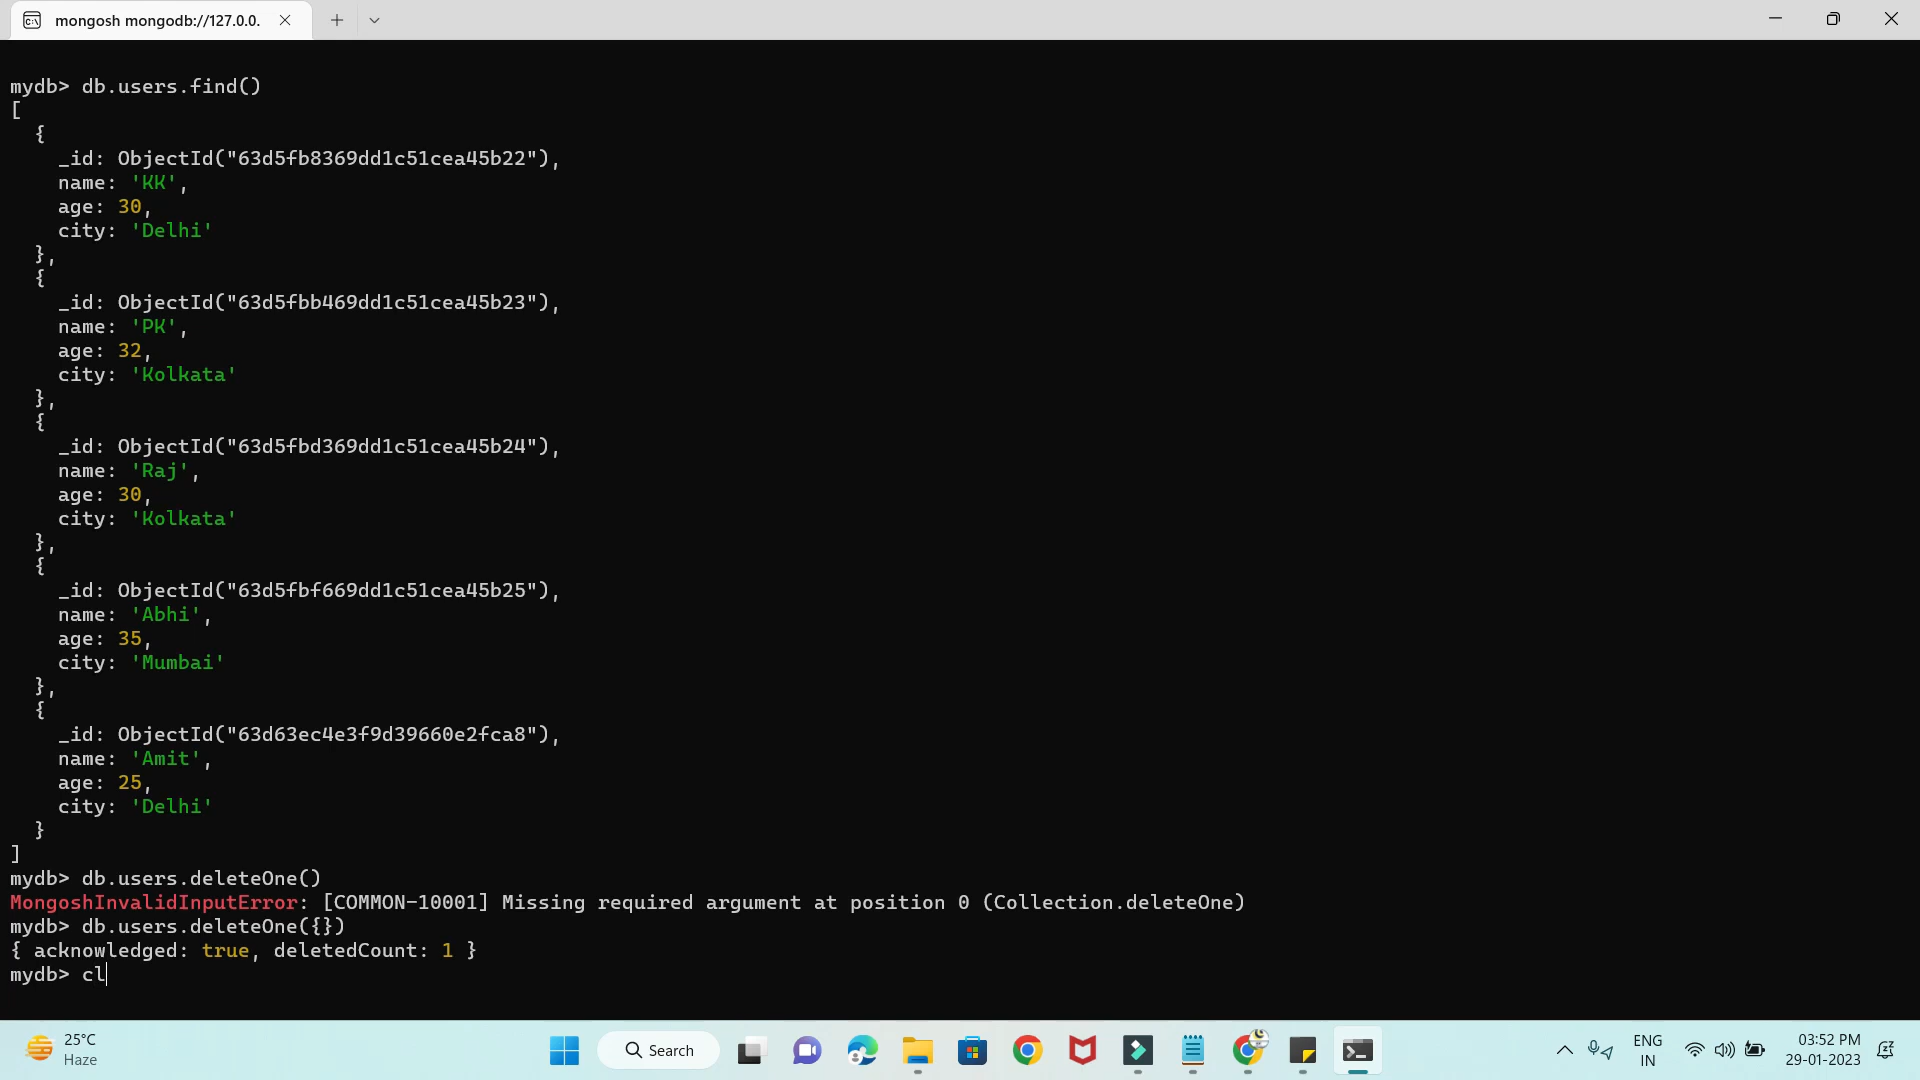 mongosh mongodb://127.0.0.
mydb> db.users.find()
[
  {
    _id: ObjectId("63d5fb8369dd1c51cea45b22"),
    name: 'KK',
    age: 30,
    city: 'Delhi'
  },
  {
    _id: ObjectId("63d5fbb469dd1c51cea45b23"),
    name: 'PK',
    age: 32,
    city: 'Kolkata'
  },
  {
    _id: ObjectId("63d5fbd369dd1c51cea45b24"),
    name: 'Raj',
    age: 30,
    city: 'Kolkata'
  },
  {
    _id: ObjectId("63d5fbf669dd1c51cea45b25"),
    name: 'Abhi',
    age: 35,
    city: 'Mumbai'
  },
  {
    _id: ObjectId("63d63ec4e3f9d39660e2fca8"),
    name: 'Amit',
    age: 25,
    city: 'Delhi'
  }
]
mydb> db.users.deleteOne()
MongoshInvalidInputError: [COMMON-10001] Missing required argument at position 0 (Collection.deleteOne)
mydb> db.users.deleteOne({})
{ acknowledged: true, deletedCount: 1 }
mydb> cl
25°C
Haze
Search
ENG
IN
03:52 PM
29-01-2023